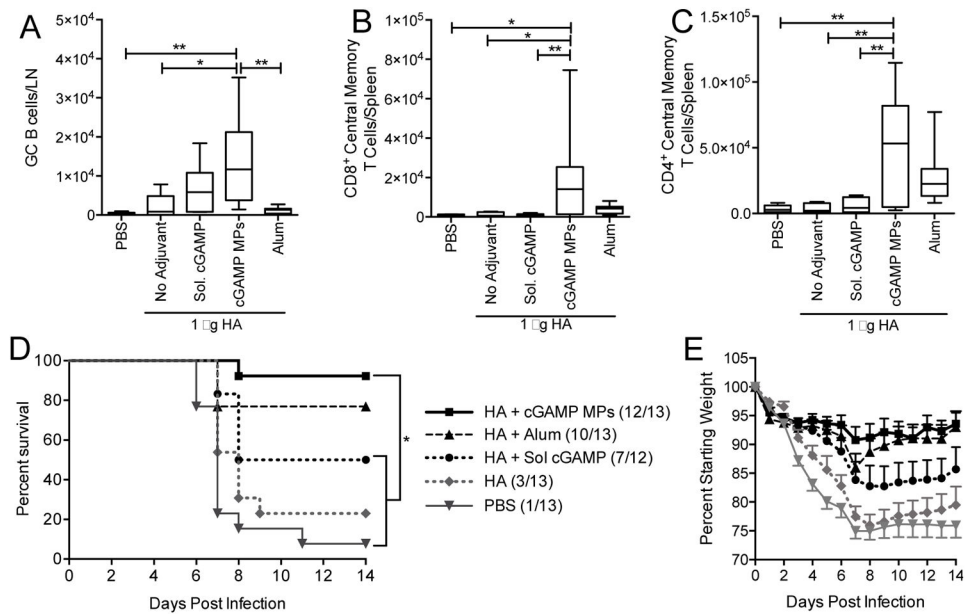 A
GC B cells/LN
5×10⁴
4×10⁴
3×10⁴
2×10⁴
1×10⁴
0
**
*
**
PBS
No Adjuvant
Sol. cGAMP
cGAMP MPs
Alum
1 □g HA
B
CD8⁺ Central Memory
T Cells/Spleen
1×10⁵
8×10⁴
6×10⁴
4×10⁴
2×10⁴
0
*
*
**
PBS
No Adjuvant
Sol. cGAMP
cGAMP MPs
Alum
1 □g HA
C
CD4⁺ Central Memory
T Cells/Spleen
1.5×10⁵
1.0×10⁵
5.0×10⁴
0.0
**
**
**
PBS
No Adjuvant
Sol. cGAMP
cGAMP MPs
Alum
1 □g HA
D
Percent survival
100
80
60
40
20
0
0 2 4 6 8 10 12 14
Days Post Infection
*
HA + cGAMP MPs (12/13)
HA + Alum (10/13)
HA + Sol cGAMP (7/12)
HA (3/13)
PBS (1/13)
E
Percent Starting Weight
105
100
95
90
85
80
75
70
0 2 4 6 8 10 12 14
Days Post Infection